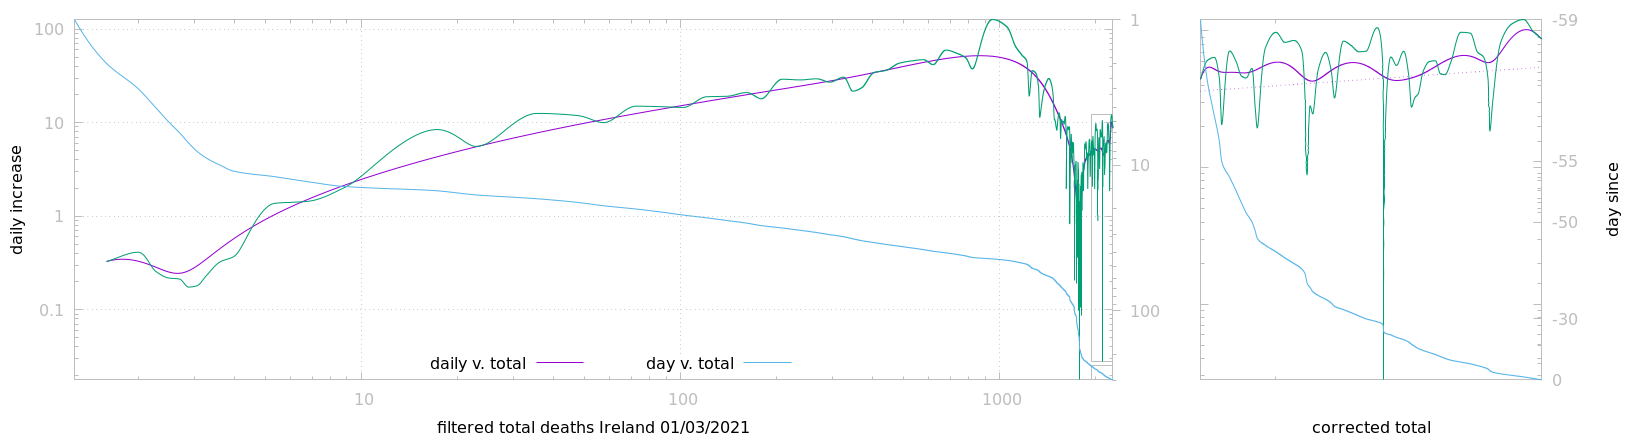 100
10
1
0.1
daily increase
daily v. total
day v. total
10
100
1000
filtered total deaths Ireland 01/03/2021
1
10
100
-59
-55
-50
-30
0
day since
corrected total